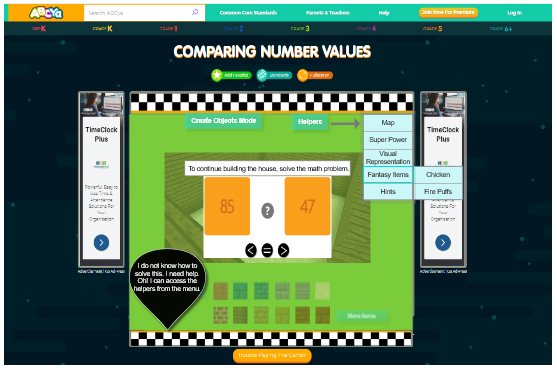 ABCya
Search ABCya
Common Core Standards
Parents & Teachers
Help
Join Now For Premium
Log In
GRADE K
GRADE 1
GRADE 3
GRADE 4
GRADE 5
GRADE 6+
COMPARING NUMBER VALUES
Add Favorite
Standards
Fullscreen
TimeClock
Plus
Powerful, Easy to
Use Time &
Attendance
Solutions For
Your
Organization
Create Objects Mode
Helpers
Map
Super Power
Visual
Representation
Fantasy Items
Chicken
Hints
Fire Puffs
To continue building the house, solve the math problem.
85
?
47
< = >
I do not know how to
solve this. I need help.
Oh! I can access the
helpers from the menu.
More Items
TimeClock
Plus
Powerful, Easy to
Use Time &
Attendance
Solutions For
Your
Organization
Trouble Playing This Game?